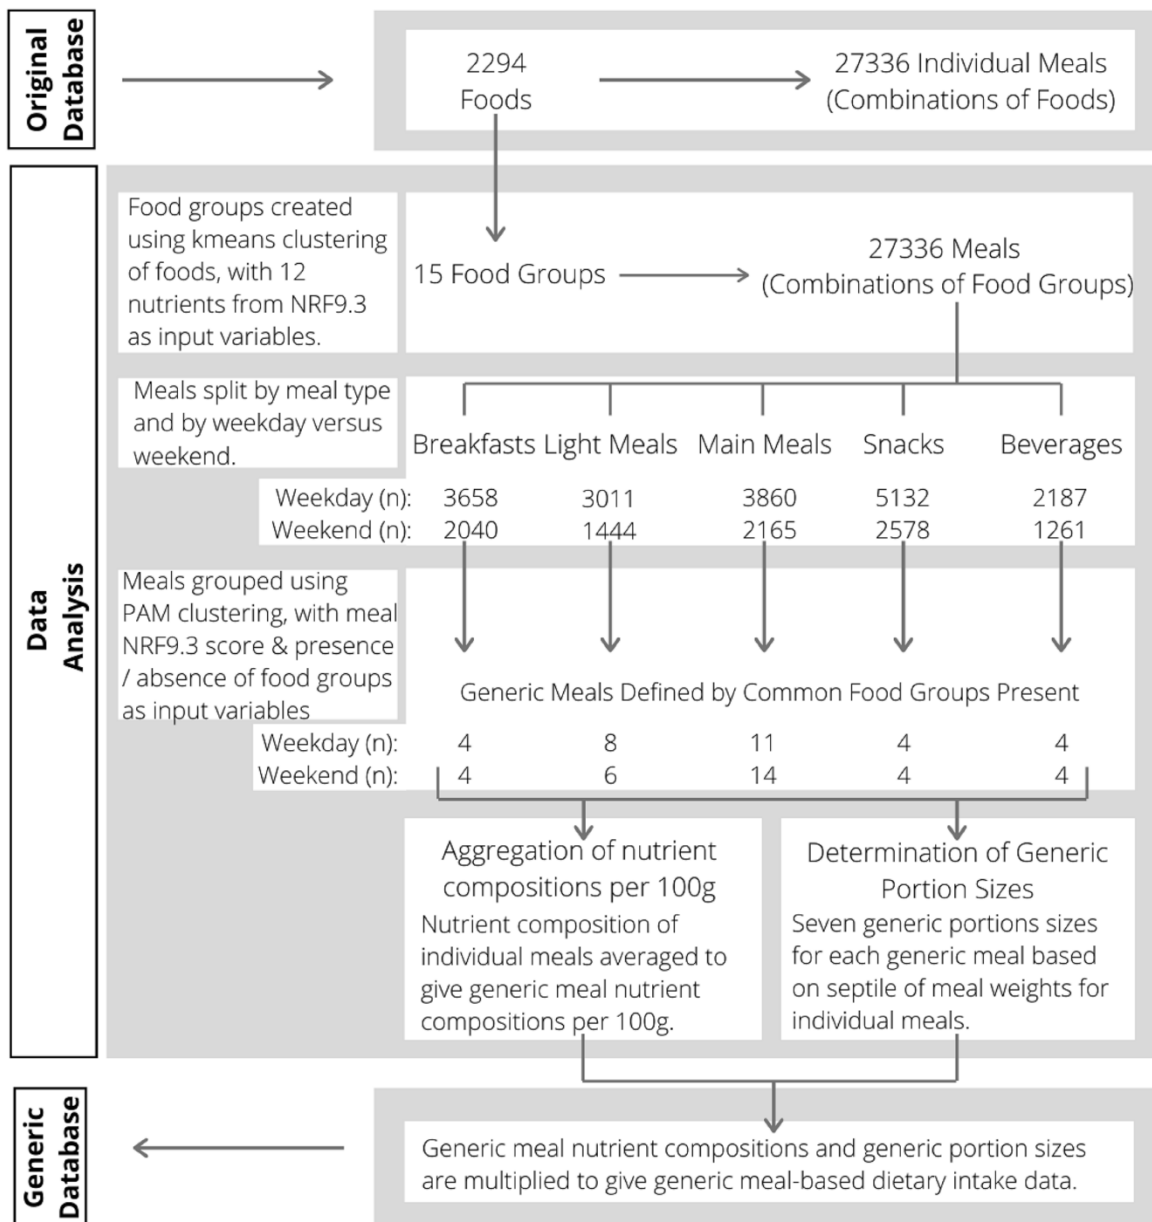 Original
Database
2294
Foods
27336 Individual Meals
(Combinations of Foods)
Data
Analysis
Food groups created
using kmeans clustering
of foods, with 12
nutrients from NRF9.3
as input variables.
15 Food Groups
27336 Meals
(Combinations of Food Groups)
Meals split by meal type
and by weekday versus
weekend.
Breakfasts Light Meals Main Meals Snacks Beverages
Weekday (n): 3658 3011 3860 5132 2187
Weekend (n): 2040 1444 2165 2578 1261
Meals grouped using
PAM clustering, with meal
NRF9.3 score & presence
/ absence of food groups
as input variables
Generic Meals Defined by Common Food Groups Present
Weekday (n): 4 8 11 4 4
Weekend (n): 4 6 14 4 4
Aggregation of nutrient
compositions per 100g
Nutrient composition of
individual meals averaged to
give generic meal nutrient
compositions per 100g.
Determination of Generic
Portion Sizes
Seven generic portions sizes
for each generic meal based
on septile of meal weights for
individual meals.
Generic
Database
Generic meal nutrient compositions and generic portion sizes
are multiplied to give generic meal-based dietary intake data.